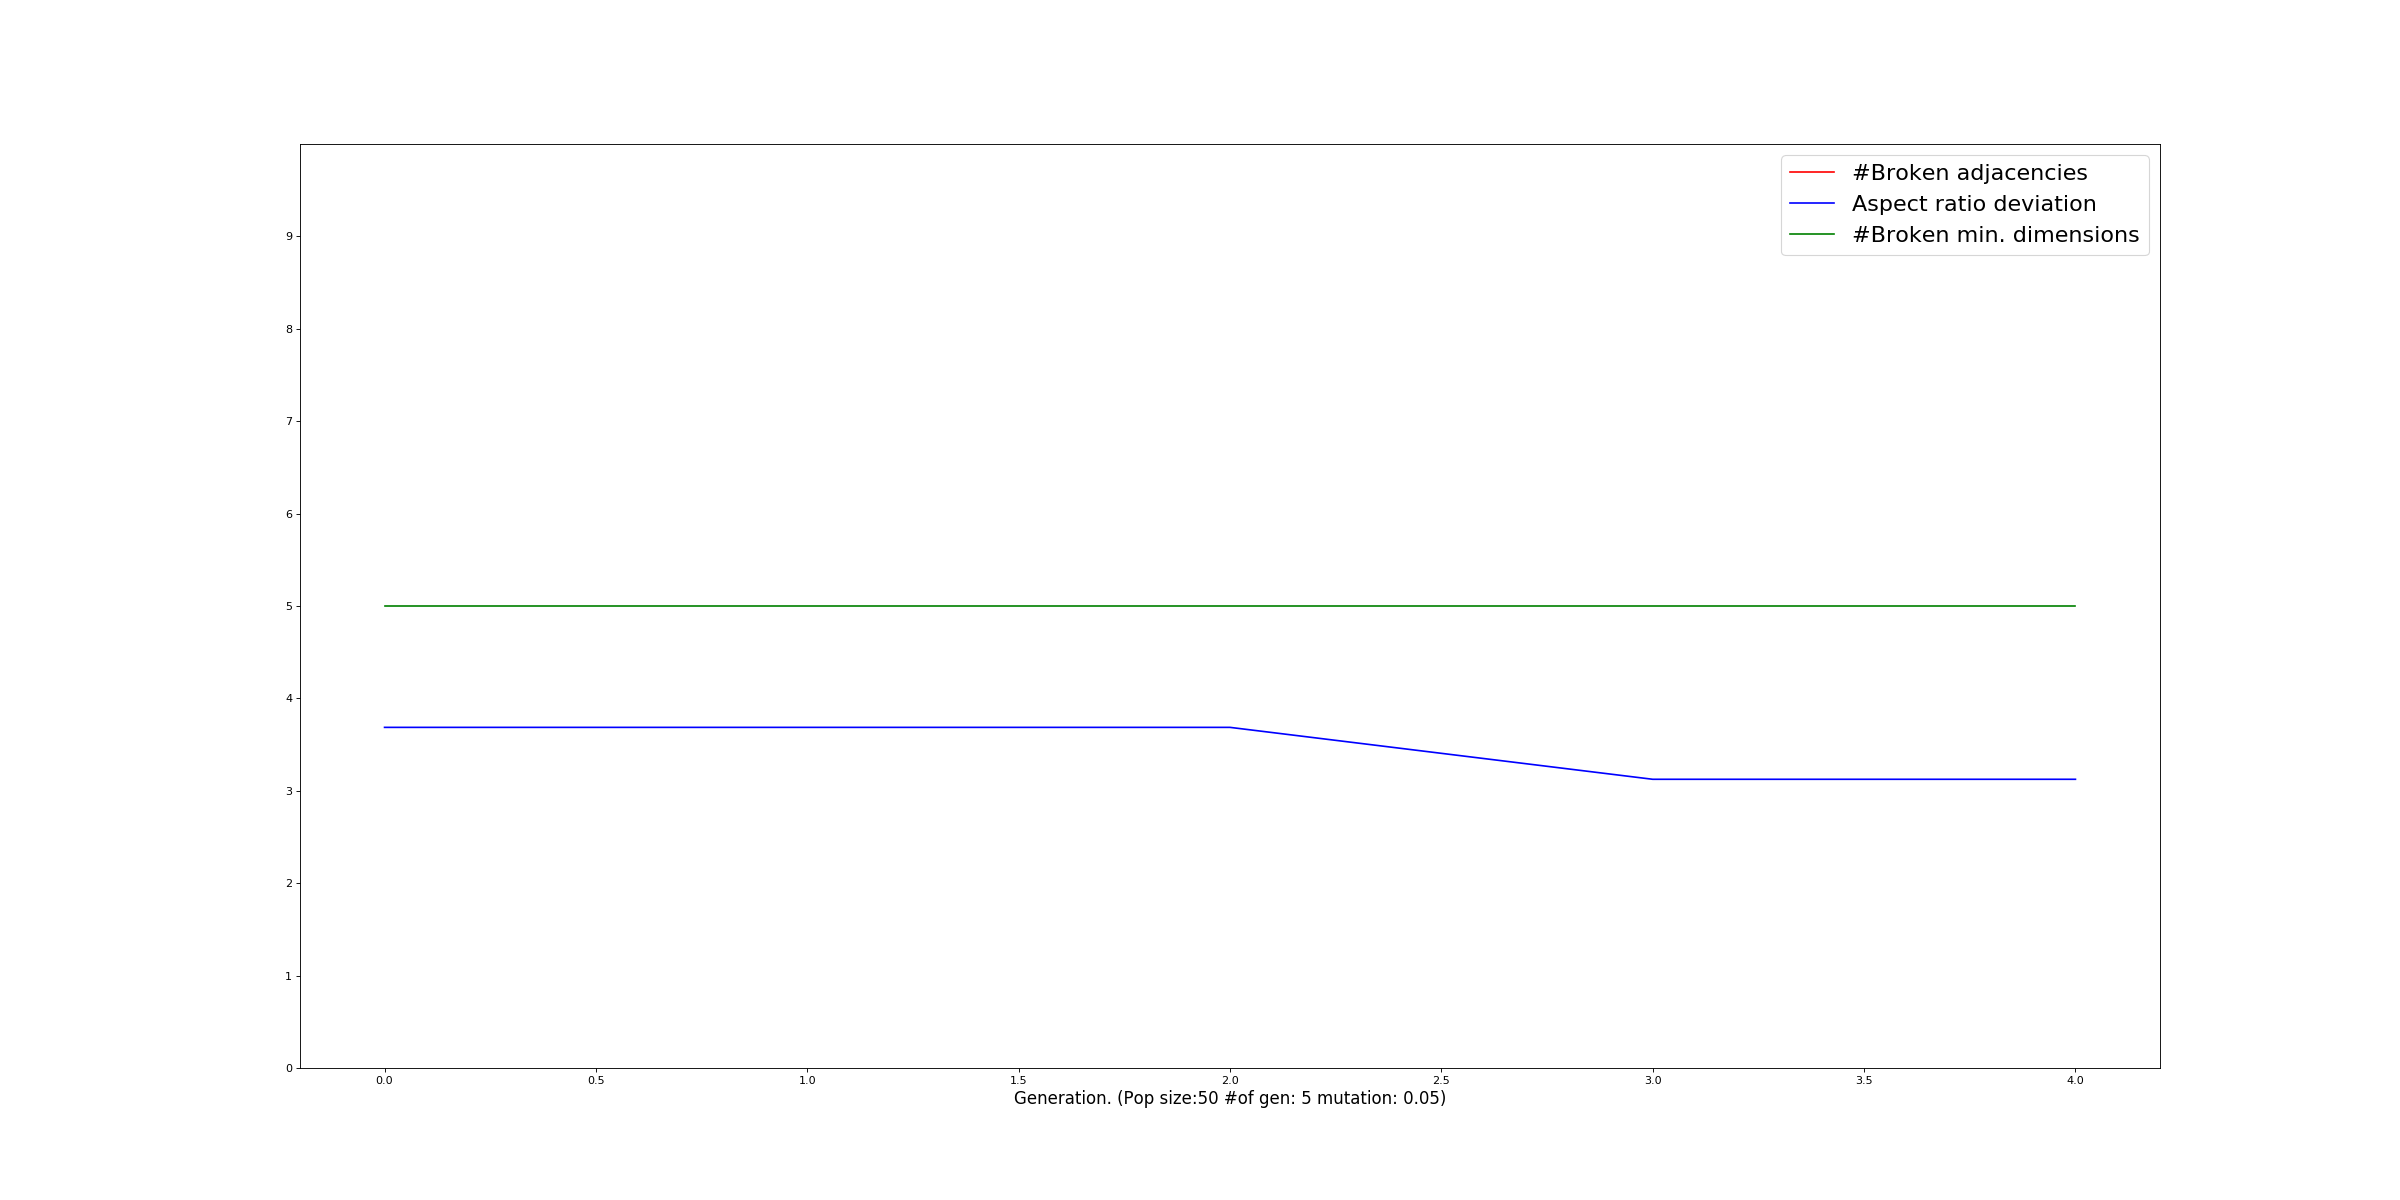 #Broken adjacencies
Aspect ratio deviation
#Broken min. dimensions
9
8
7
6
5
4
3
2
1
0
0.0 0.5 1.0 1.5 2.0 2.5 3.0 3.5 4.0
Generation. (Pop size:50 #of gen: 5 mutation: 0.05)